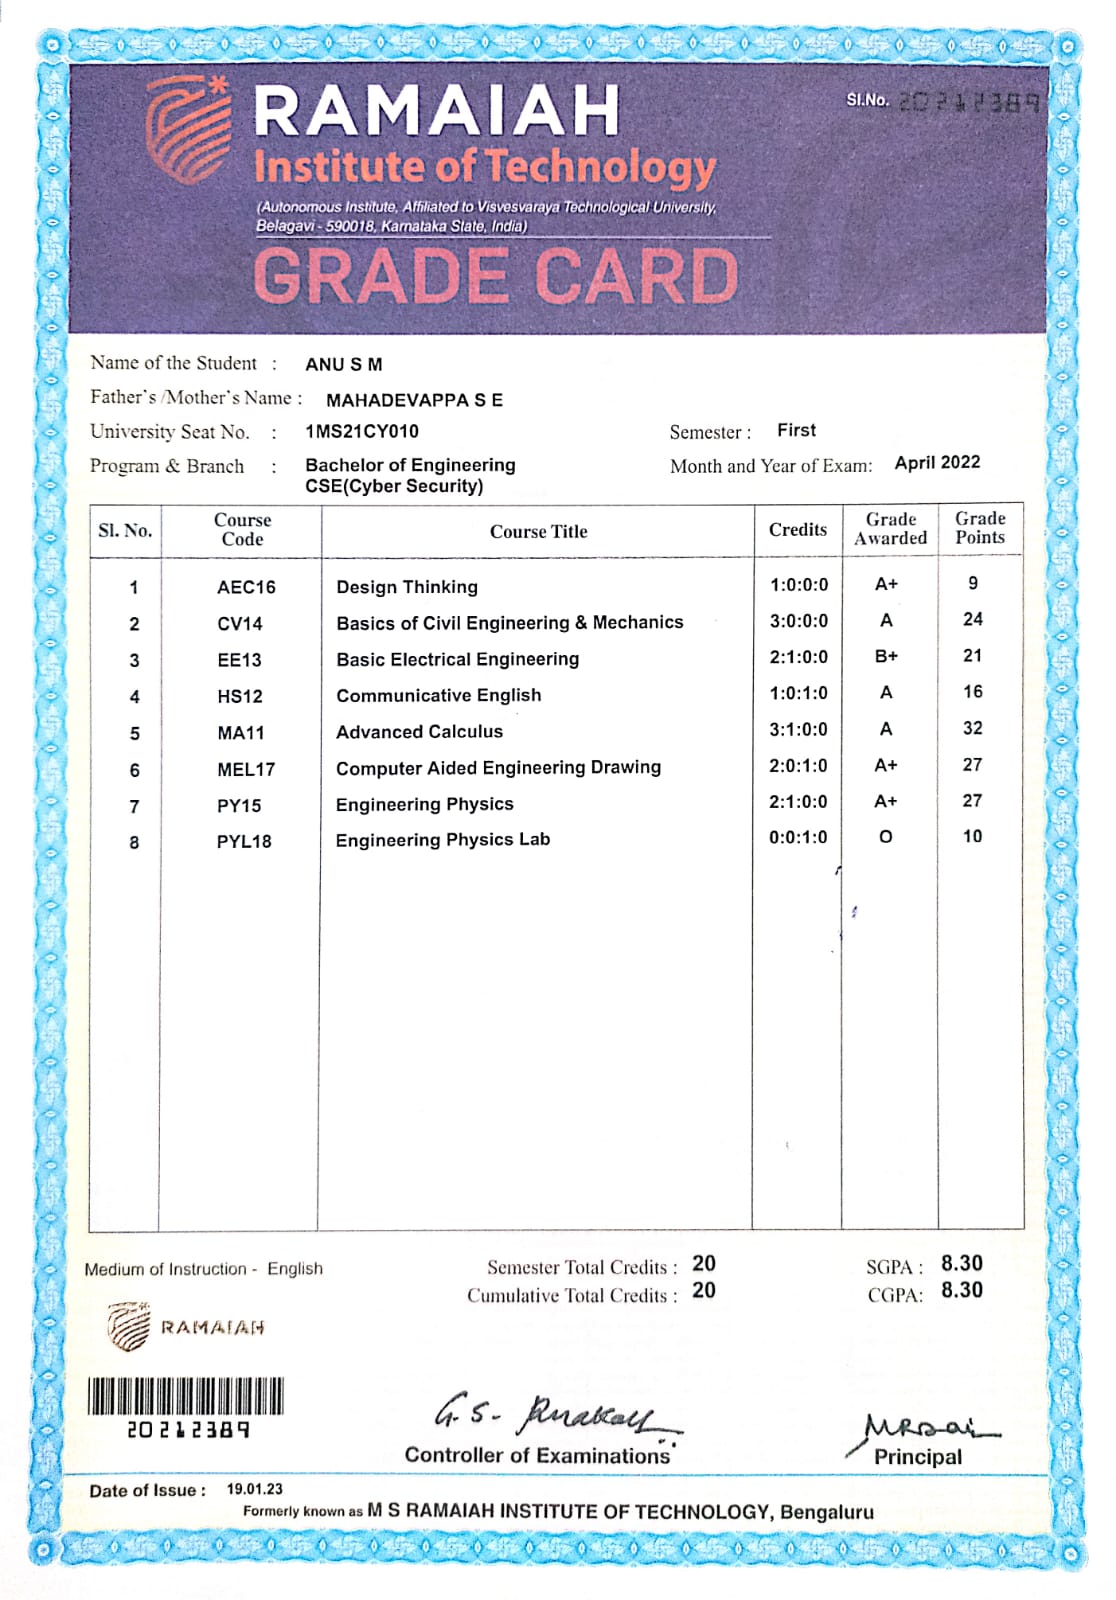 RAMAIAH
Institute of Technology
(Autonomous Institute, Affiliated to Visvesvaraya Technological University,
Belagavi - 590018, Karnataka State, India)
GRADE CARD
Sl.No. 20212389
Name of the Student : ANU S M
Father's /Mother's Name : MAHADEVAPPA S E
University Seat No. : 1MS21CY010 Semester : First
Program & Branch : Bachelor of Engineering Month and Year of Exam: April 2022
CSE(Cyber Security)
Sl. No. Course Code Course Title Credits Grade Awarded Grade Points
1 AEC16 Design Thinking 1:0:0:0 A+ 9
2 CV14 Basics of Civil Engineering & Mechanics 3:0:0:0 A 24
3 EE13 Basic Electrical Engineering 2:1:0:0 B+ 21
4 HS12 Communicative English 1:0:1:0 A 16
5 MA11 Advanced Calculus 3:1:0:0 A 32
6 MEL17 Computer Aided Engineering Drawing 2:0:1:0 A+ 27
7 PY15 Engineering Physics 2:1:0:0 A+ 27
8 PYL18 Engineering Physics Lab 0:0:1:0 O 10
Medium of Instruction - English Semester Total Credits : 20 SGPA : 8.30
Cumulative Total Credits : 20 CGPA: 8.30
RAMAIAH
20212389
Controller of Examinations
Principal
Date of Issue : 19.01.23
Formerly known as M S RAMAIAH INSTITUTE OF TECHNOLOGY, Bengaluru